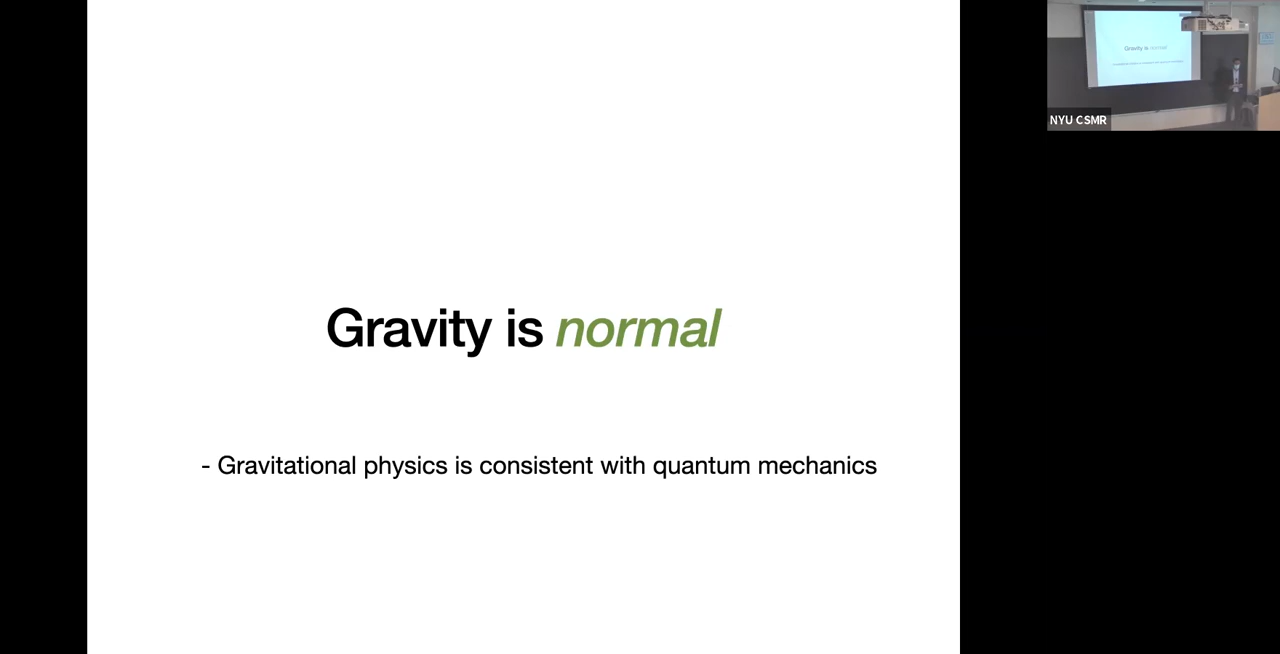 Gravity is normal
- Gravitational physics is consistent with quantum mechanics
NYU CSMR